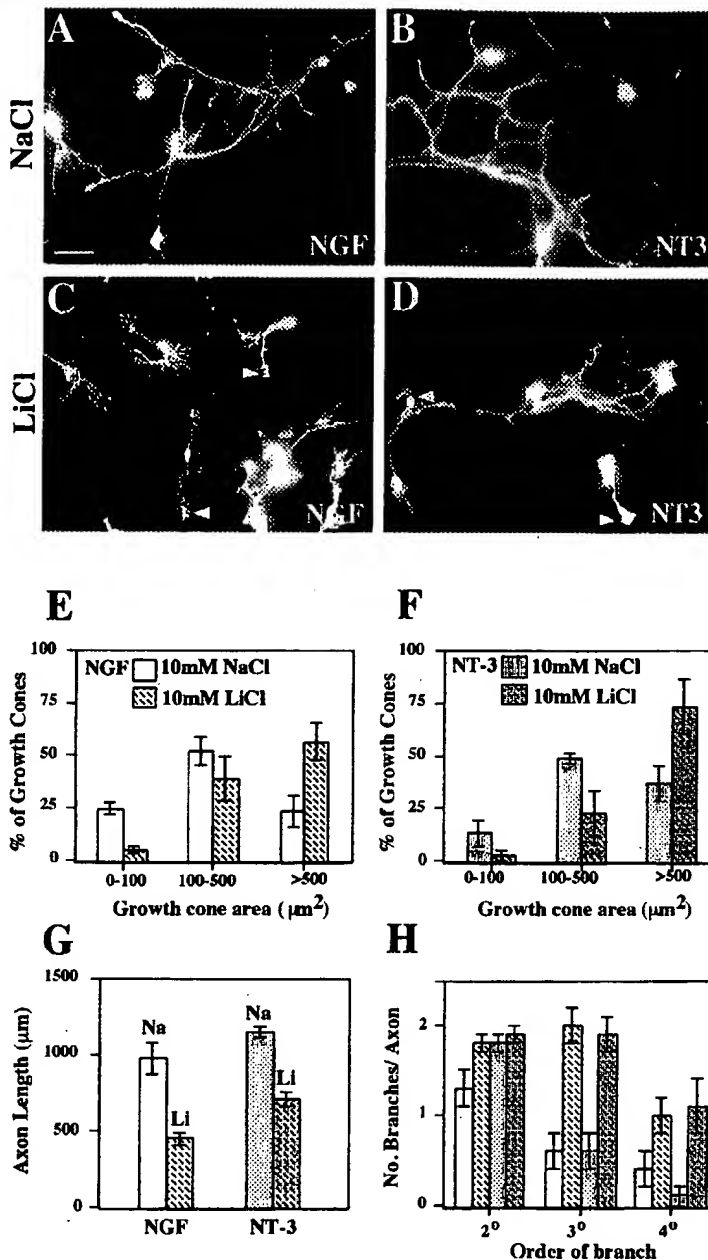 A
B
NaCl
NGF
NT3
C
D
LiCl
NGF
NT3
E
F
NGF 10mM NaCl
10mM LiCl
NT-3 10mM NaCl
10mM LiCl
% of Growth Cones
100
75
50
25
0
0-100 100-500 >500
Growth cone area (μm²)
% of Growth Cones
100
75
50
25
0
0-100 100-500 >500
Growth cone area (μm²)
G
H
Axon Length (μm)
1500
1000
500
0
Na
Li
Na
Li
NGF NT-3
No. Branches/ Axon
2
1
0
2° 3° 4°
Order of branch